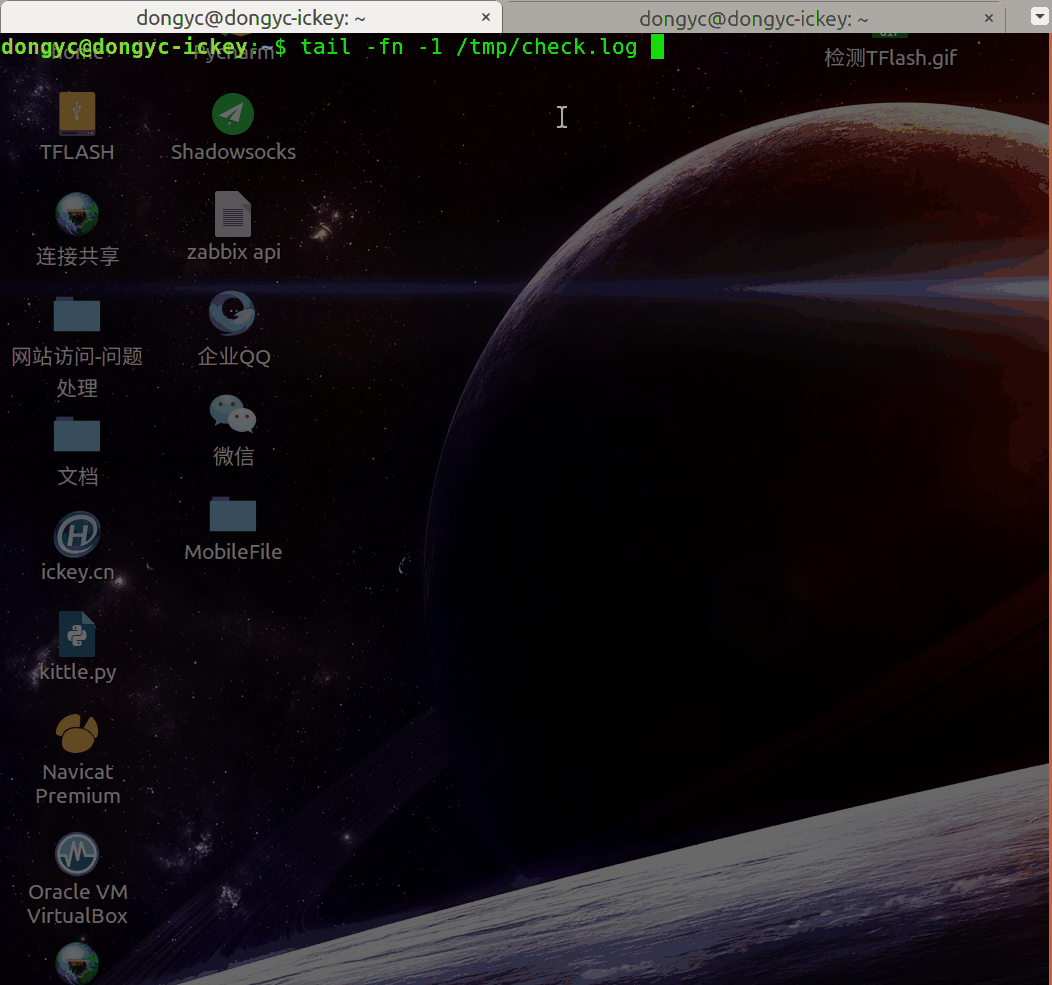 dongyc@dongyc-ickey: ~
dongyc@dongyc-ickey: ~
dongyc@dongyc-ickey:~$ tail -fn -1 /tmp/check.log
home
Pycharm
检测TFlash.gif
TFLASH
Shadowsocks
连接共享
zabbix api
网站访问-问题
处理
企业QQ
文档
微信
ickey.cn
MobileFile
kittle.py
Navicat
Premium
Oracle VM
VirtualBox